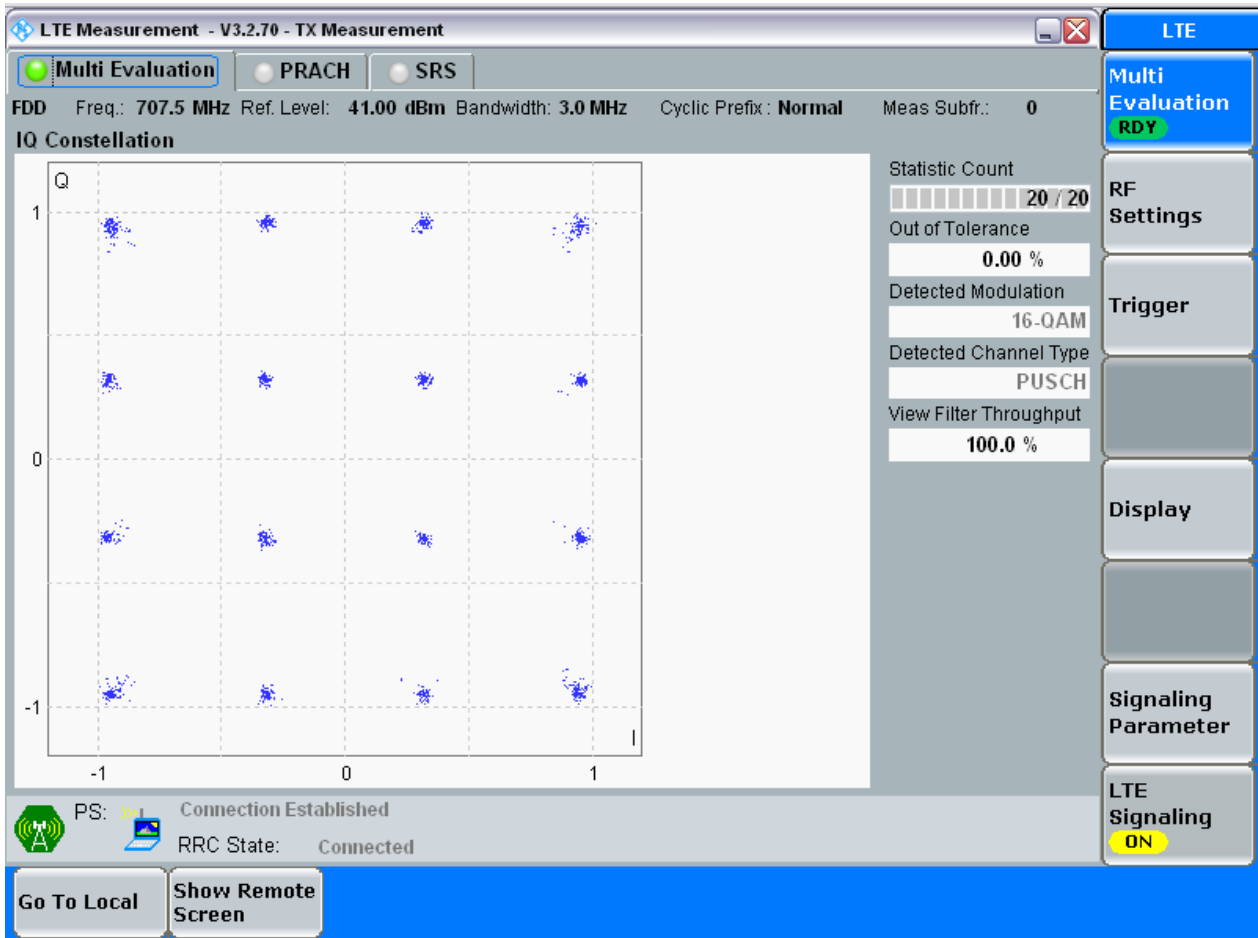 LTE Measurement - V3.2.70 - TX Measurement
LTE
Multi Evaluation PRACH SRS
FDD Freq.: 707.5 MHz Ref. Level: 41.00 dBm Bandwidth: 3.0 MHz Cyclic Prefix : Normal Meas Subfr.: 0
IQ Constellation
Q
1
0
-1
I
-1 0 1
Statistic Count
20 / 20
Out of Tolerance
0.00 %
Detected Modulation
16-QAM
Detected Channel Type
PUSCH
View Filter Throughput
100.0 %
Multi
Evaluation
RDY
RF
Settings
Trigger
Display
Signaling
Parameter
LTE
Signaling
ON
PS: Connection Established
RRC State: Connected
Go To Local
Show Remote
Screen